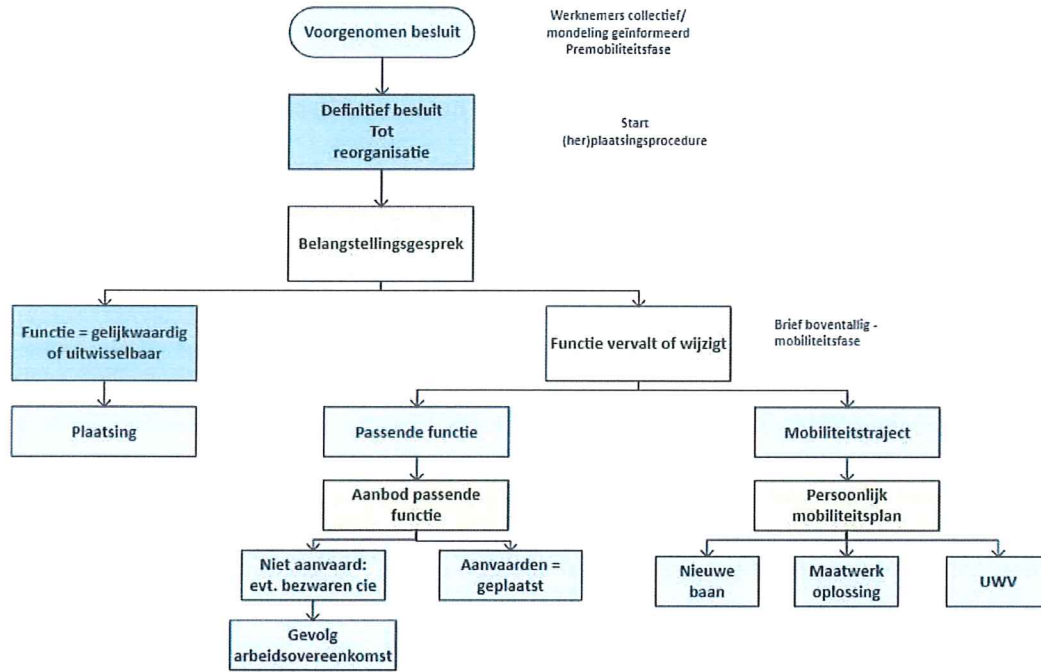 Voorgenomen besluit
Werknemers collectief/
mondeling geïnformeerd
Premobiliteitsfase
Definitief besluit
Tot
reorganisatie
Start
(her)plaatsingsprocedure
Belangstellingsgesprek
Functie = gelijkwaardig
of uitwisselbaar
Functie vervalt of wijzigt
Brief boventallig -
mobiliteitsfase
Plaatsing
Passende functie
Mobiliteitstraject
Aanbod passende
functie
Persoonlijk
mobiliteitsplan
Niet aanvaard:
evt. bezwaren cie
Aanvaarden =
geplaatst
Nieuwe
baan
Maatwerk
oplossing
UWV
Gevolg
arbeidsovereenkomst